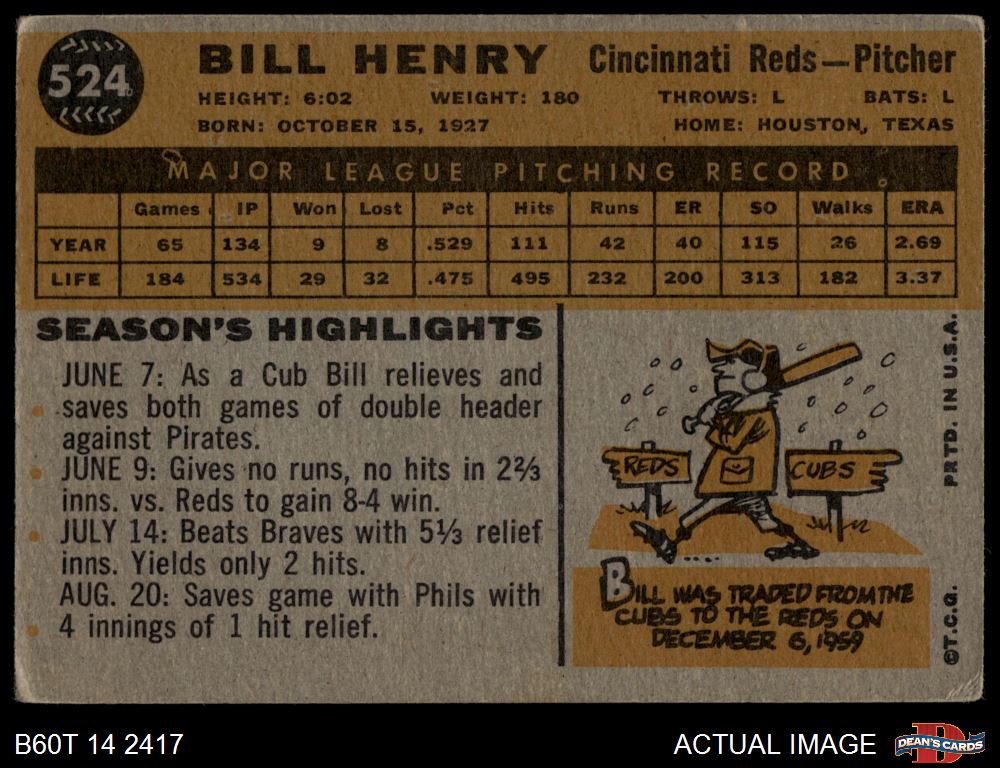 524
BILL HENRY Cincinnati Reds—Pitcher
HEIGHT: 6:02 WEIGHT: 180 THROWS: L BATS: L
BORN: OCTOBER 15, 1927 HOME: HOUSTON, TEXAS
MAJOR LEAGUE PITCHING RECORD
Games IP Won Lost Pct Hits Runs ER SO Walks ERA
YEAR 65 134 9 8 .529 111 42 40 115 26 2.69
LIFE 184 534 29 32 .475 495 232 200 313 182 3.37
SEASON'S HIGHLIGHTS
JUNE 7: As a Cub Bill relieves and
saves both games of double header
against Pirates.
JUNE 9: Gives no runs, no hits in 2⅔
inns. vs. Reds to gain 8-4 win.
JULY 14: Beats Braves with 5⅓ relief
inns. Yields only 2 hits.
AUG. 20: Saves game with Phils with
4 innings of 1 hit relief.
REDS
CUBS
BILL WAS TRADED FROM THE
CUBS TO THE REDS ON
DECEMBER 6, 1959
PRTD. IN U.S.A.
©T.C.G.
B60T 14 2417
ACTUAL IMAGE
DEAN'S CARDS